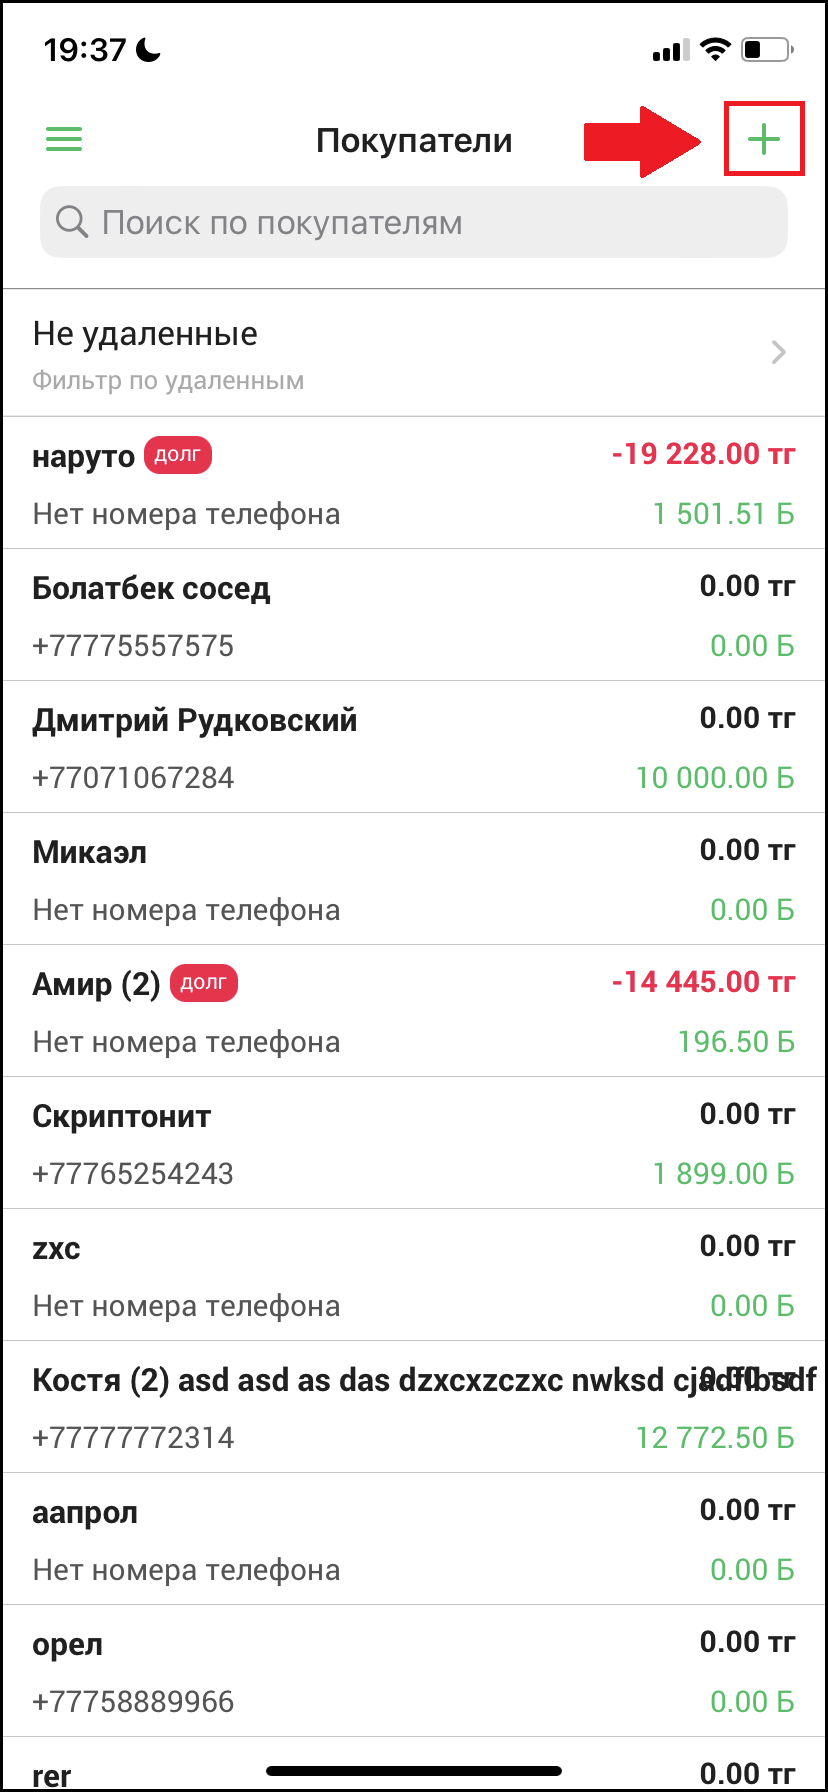 19:37
Покупатели
Поиск по покупателям
Не удаленные
Фильтр по удаленным
наруто долг -19 228.00 тг
Нет номера телефона 1 501.51 Б
Болатбек сосед 0.00 тг
+77775557575 0.00 Б
Дмитрий Рудковский 0.00 тг
+77071067284 10 000.00 Б
Микаэл 0.00 тг
Нет номера телефона 0.00 Б
Амир (2) долг -14 445.00 тг
Нет номера телефона 196.50 Б
Скриптонит 0.00 тг
+77765254243 1 899.00 Б
zxc 0.00 тг
Нет номера телефона 0.00 Б
Костя (2) asd asd as das dzxcxzczxc nwksd 0.00 тг
+77777772314 12 772.50 Б
аапрол 0.00 тг
Нет номера телефона 0.00 Б
орел 0.00 тг
+77758889966 0.00 Б
rer 0.00 тг